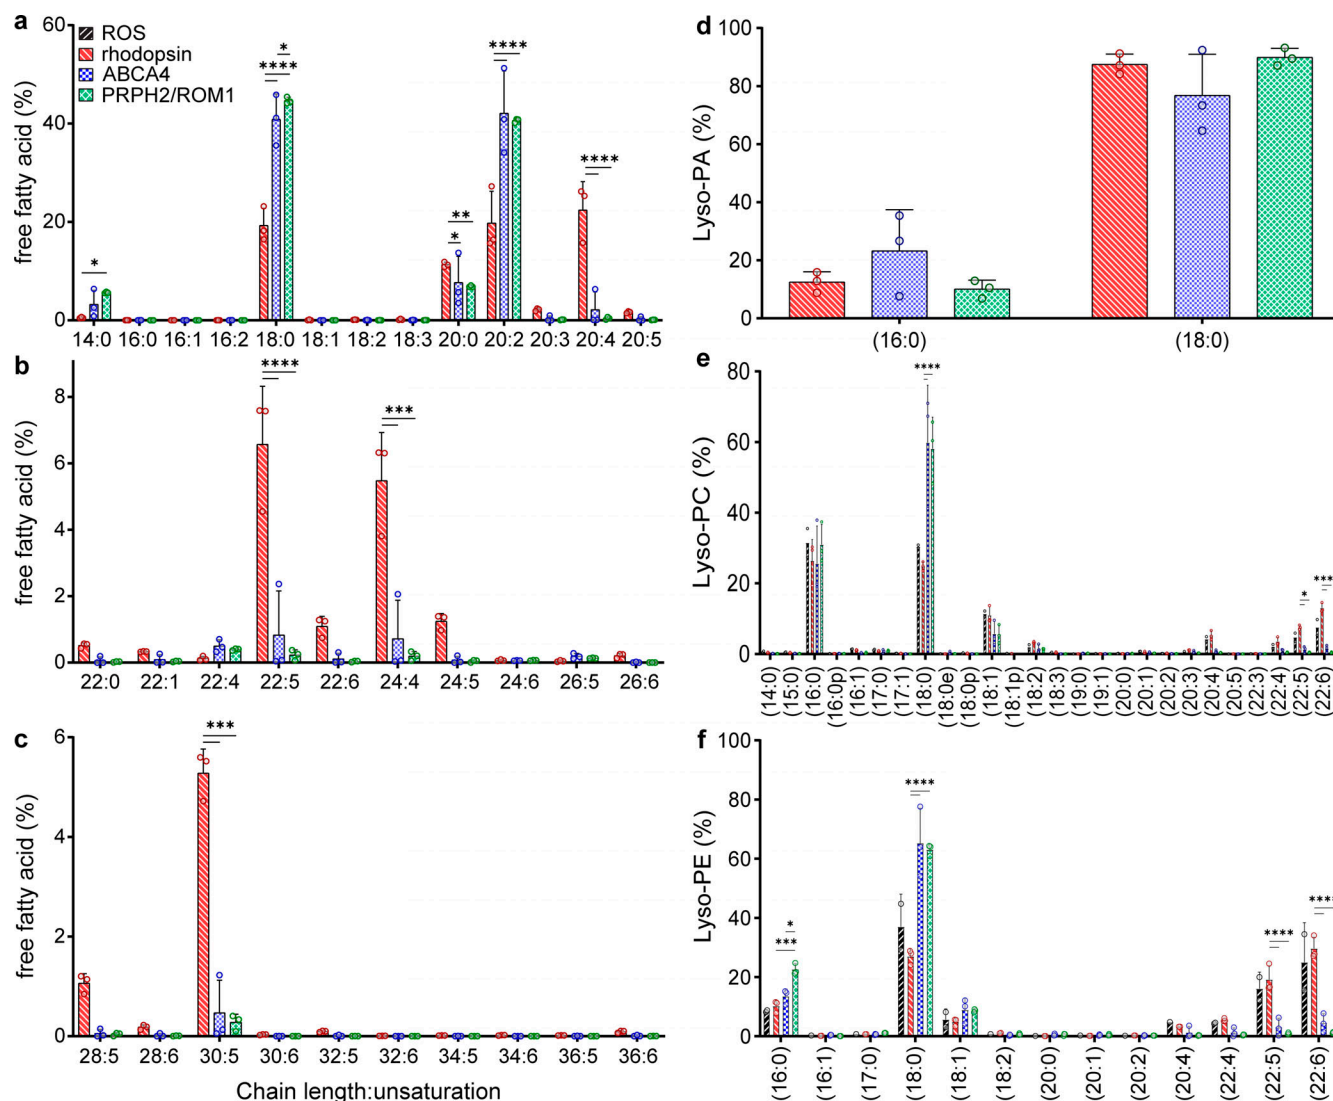 a
free fatty acid (%)
60
40
20
0
ROS
rhodopsin
ABCA4
PRPH2/ROM1
*
****
*
****
*
**
****
14:0 16:0 16:1 16:2 18:0 18:1 18:2 18:3 20:0 20:2 20:3 20:4 20:5
b
free fatty acid (%)
8
6
4
2
0
****
***
22:0 22:1 22:4 22:5 22:6 24:4 24:5 24:6 26:5 26:6
c
free fatty acid (%)
6
4
2
0
***
28:5 28:6 30:5 30:6 32:5 32:6 34:5 34:6 36:5 36:6
Chain length:unsaturation
d
Lyso-PA (%)
100
80
60
40
20
0
(16:0) (18:0)
e
Lyso-PC (%)
80
60
40
20
0
****
*
***
(14:0) (15:0) (16:0) (16:0p) (16:1) (17:0) (17:1) (18:0) (18:0e) (18:0p) (18:1) (18:1p) (18:2) (18:3) (19:0) (19:1) (20:0) (20:1) (20:2) (20:3) (20:4) (20:5) (22:3) (22:4) (22:5) (22:6)
f
Lyso-PE (%)
100
80
60
40
20
0
*
***
****
****
****
(16:0) (16:1) (17:0) (18:0) (18:1) (18:2) (20:0) (20:1) (20:2) (20:4) (22:4) (22:5) (22:6)